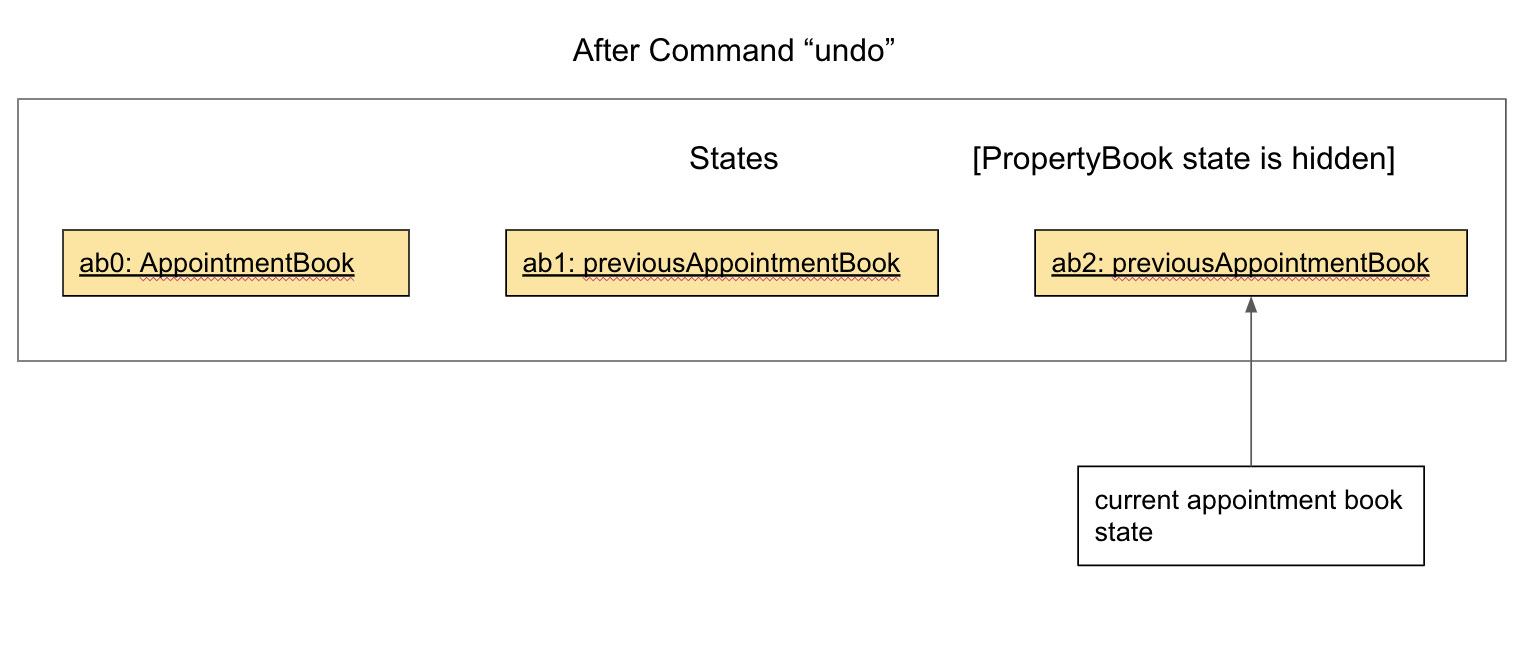 After Command “undo”
States
[PropertyBook state is hidden]
ab0: AppointmentBook
ab1: previousAppointmentBook
ab2: previousAppointmentBook
current appointment book
state